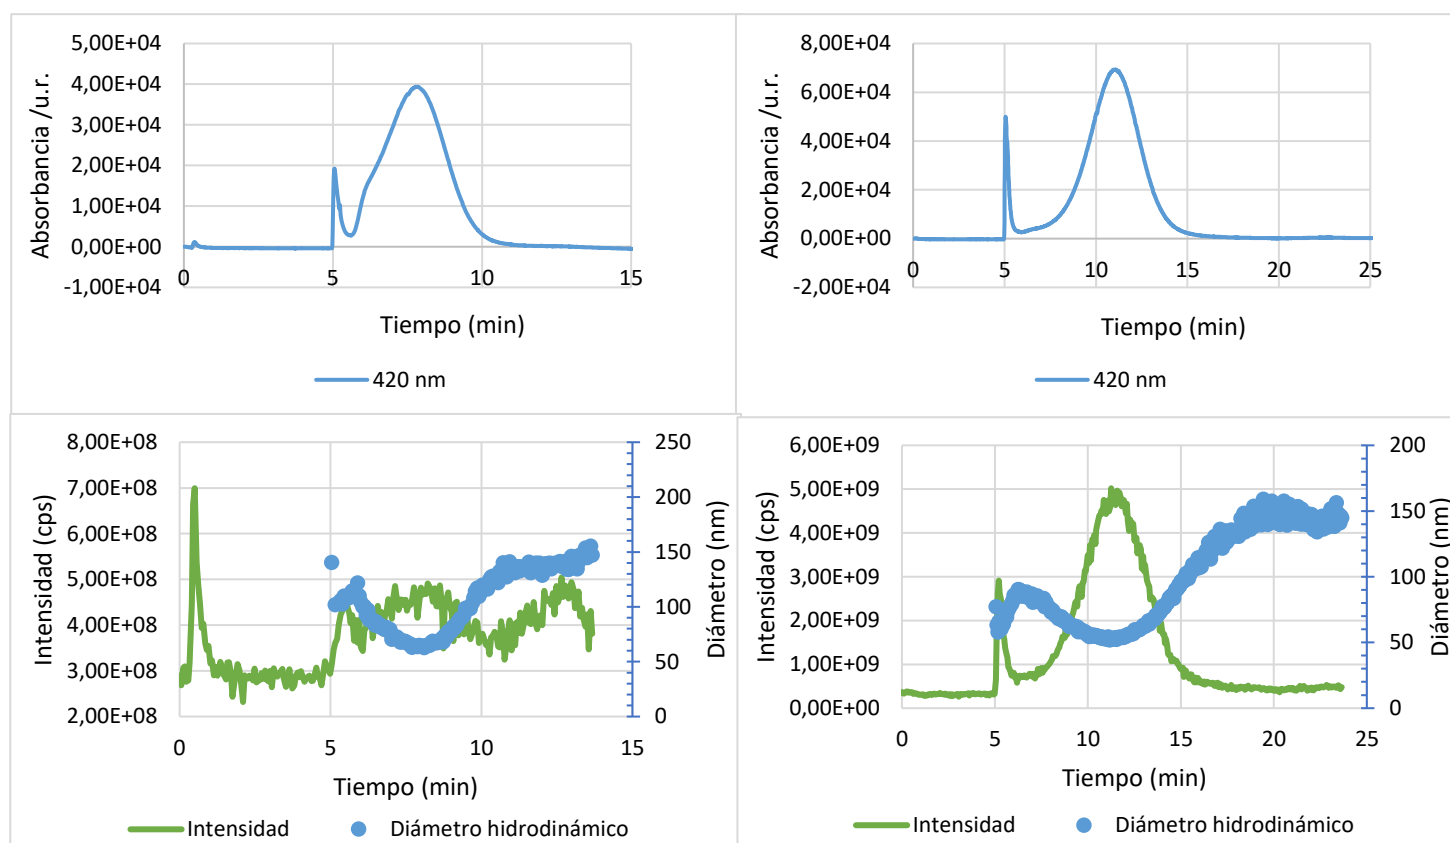 5,00E+04
4,00E+04
3,00E+04
2,00E+04
1,00E+04
0,00E+00
-1,00E+04
Absorbancia /u.r.
0 5 10 15
Tiempo (min)
420 nm
8,00E+04
6,00E+04
4,00E+04
2,00E+04
0,00E+00
-2,00E+04
Absorbancia /u.r.
0 5 10 15 20 25
Tiempo (min)
420 nm
8,00E+08
7,00E+08
6,00E+08
5,00E+08
4,00E+08
3,00E+08
2,00E+08
Intensidad (cps)
250
200
150
100
50
0
Diámetro (nm)
0 5 10 15
Tiempo (min)
Intensidad Diámetro hidrodinámico
6,00E+09
5,00E+09
4,00E+09
3,00E+09
2,00E+09
1,00E+09
0,00E+00
Intensidad (cps)
200
150
100
50
0
Diámetro (nm)
0 5 10 15 20 25
Tiempo (min)
Intensidad Diámetro hidrodinámico